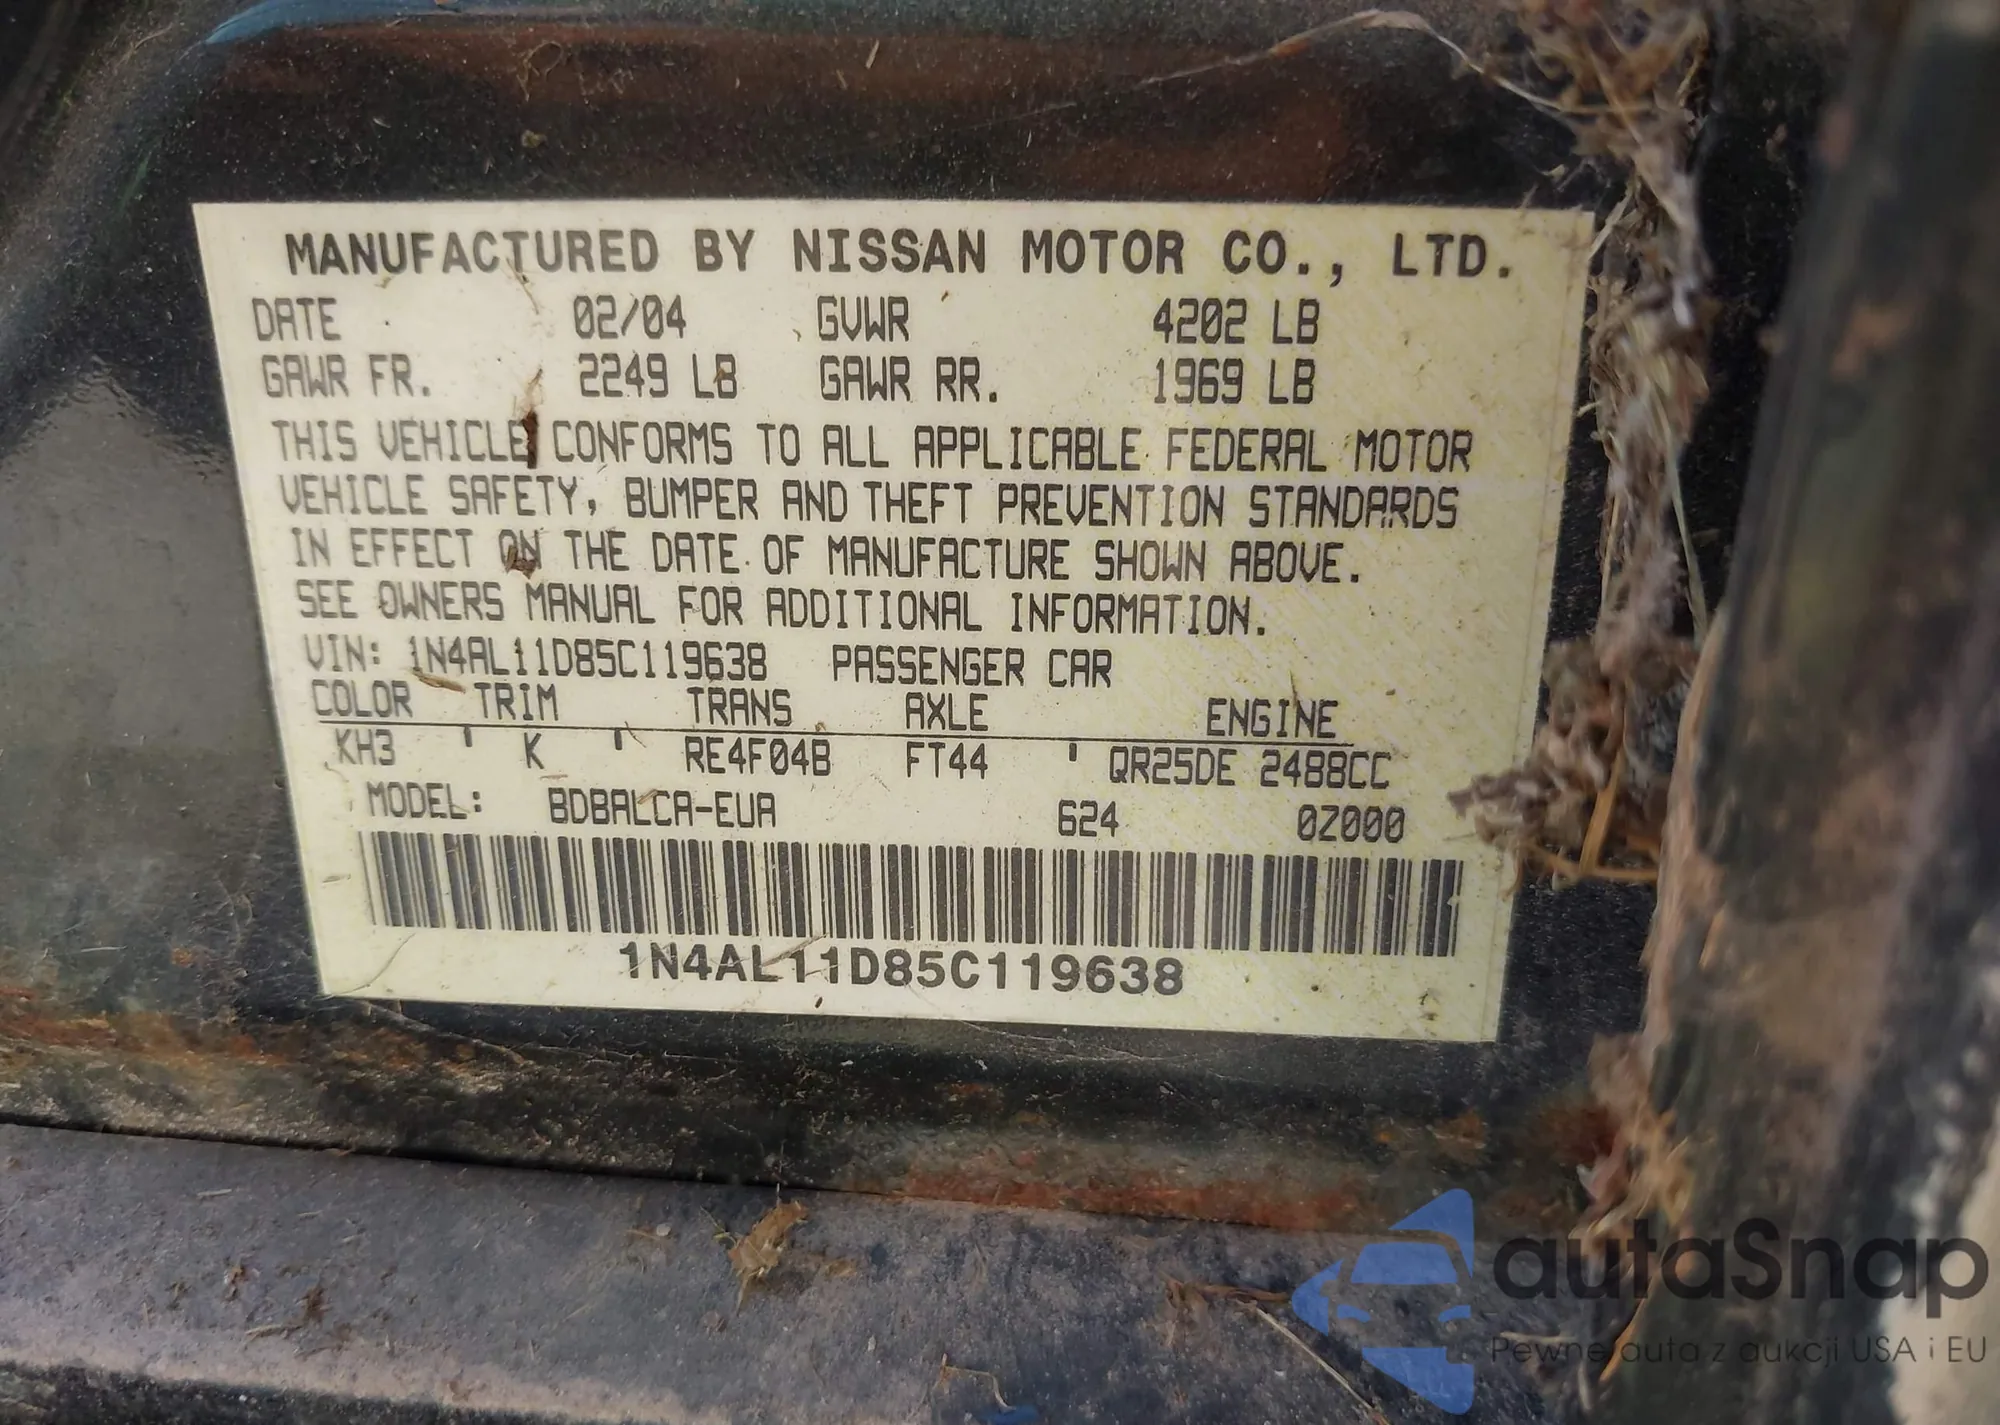 MANUFACTURED BY NISSAN MOTOR CO., LTD.
DATE 02/04 GVWR 4202 LB
GAWR FR. 2249 LB GAWR RR. 1969 LB
THIS VEHICLE CONFORMS TO ALL APPLICABLE FEDERAL MOTOR
VEHICLE SAFETY, BUMPER AND THEFT PREVENTION STANDARDS
IN EFFECT ON THE DATE OF MANUFACTURE SHOWN ABOVE.
SEE OWNERS MANUAL FOR ADDITIONAL INFORMATION.
VIN: 1N4AL11D85C119638 PASSENGER CAR
COLOR TRIM TRANS AXLE ENGINE
KH3 ' K ' RE4F04B FT44 ' QR25DE 2488CC
MODEL: BDBALCA-EUA 624 0Z000
1N4AL11D85C119638
autaSnap
Pewne auta z aukcji USA i EU